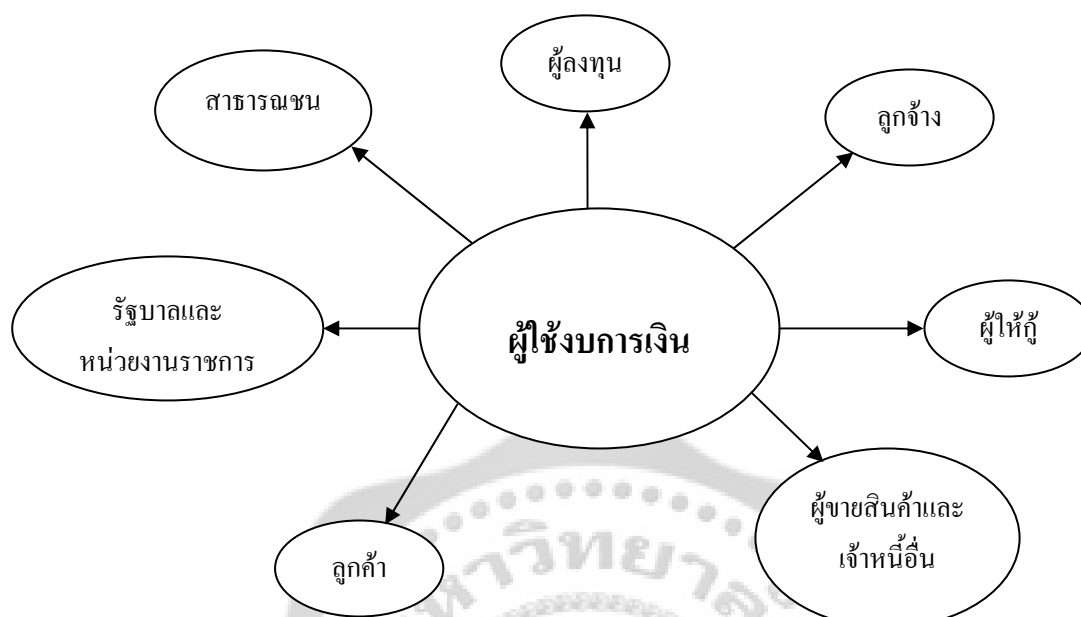 ผู้ลงทุน
สาธารณชน
ลูกจ้าง
รัฐบาลและ
หน่วยงานราชการ
ผู้ใช้งบการเงิน
ผู้ให้กู้
ผู้ขายสินค้าและ
เจ้าหนี้อื่น
ลูกค้า